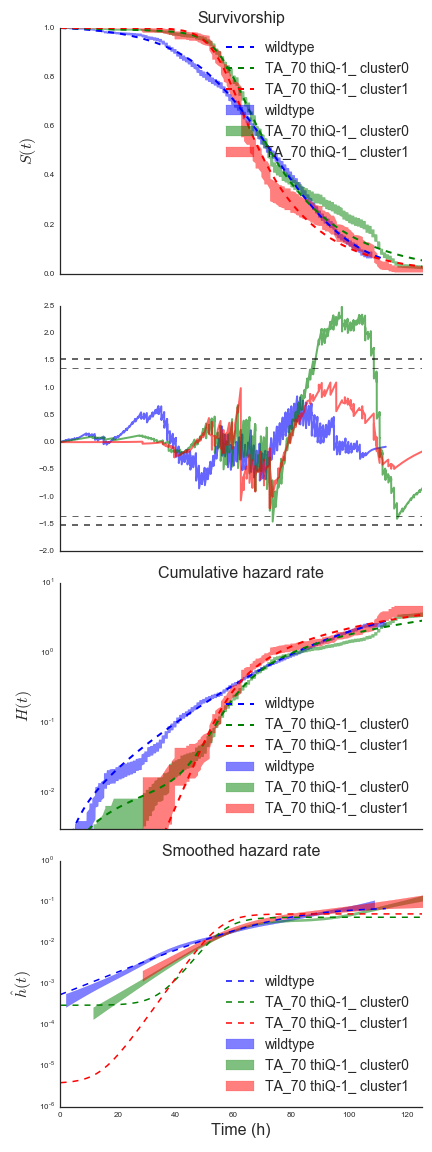 Survivorship
1.0
0.8
0.6
0.4
0.2
0.0
S(t)
wildtype
TA_70 thiQ-1_ cluster0
TA_70 thiQ-1_ cluster1
wildtype
TA_70 thiQ-1_ cluster0
TA_70 thiQ-1_ cluster1
2.5
2.0
1.5
1.0
0.5
0.0
−0.5
−1.0
−1.5
−2.0
Cumulative hazard rate
10¹
10⁰
10⁻¹
10⁻²
H(t)
wildtype
TA_70 thiQ-1_ cluster0
TA_70 thiQ-1_ cluster1
wildtype
TA_70 thiQ-1_ cluster0
TA_70 thiQ-1_ cluster1
Smoothed hazard rate
10⁰
10⁻¹
10⁻²
10⁻³
10⁻⁴
10⁻⁵
10⁻⁶
ĥ(t)
wildtype
TA_70 thiQ-1_ cluster0
TA_70 thiQ-1_ cluster1
wildtype
TA_70 thiQ-1_ cluster0
TA_70 thiQ-1_ cluster1
0 20 40 60 80 100 120
Time (h)